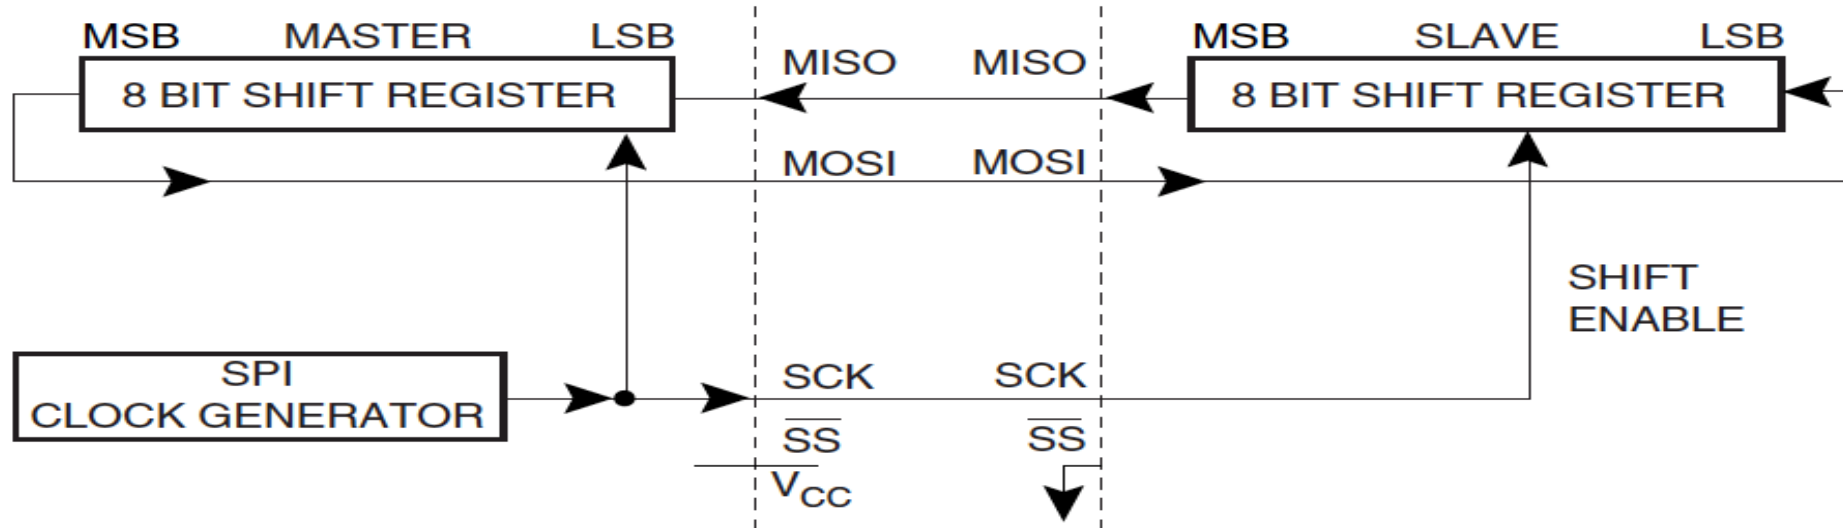 MSB MASTER LSB
8 BIT SHIFT REGISTER
MISO MISO
MSB SLAVE LSB
8 BIT SHIFT REGISTER
MOSI MOSI
SHIFT
ENABLE
SPI
CLOCK GENERATOR
SCK SCK
SS SS
VCC